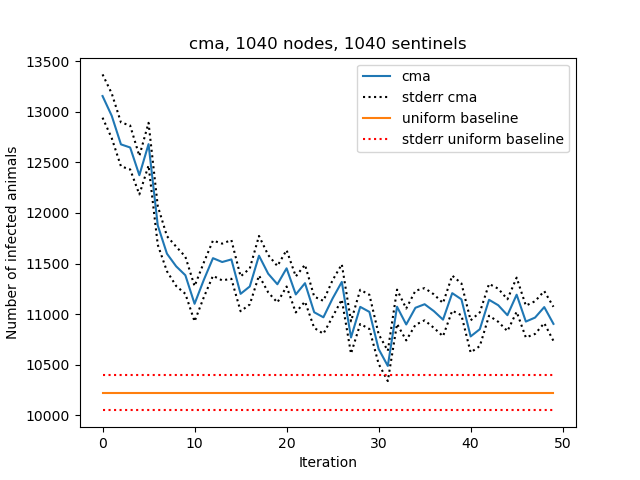 cma, 1040 nodes, 1040 sentinels
13500
13000
12500
12000
11500
11000
10500
10000
Number of infected animals
cma
stderr cma
uniform baseline
stderr uniform baseline
0 10 20 30 40 50
Iteration